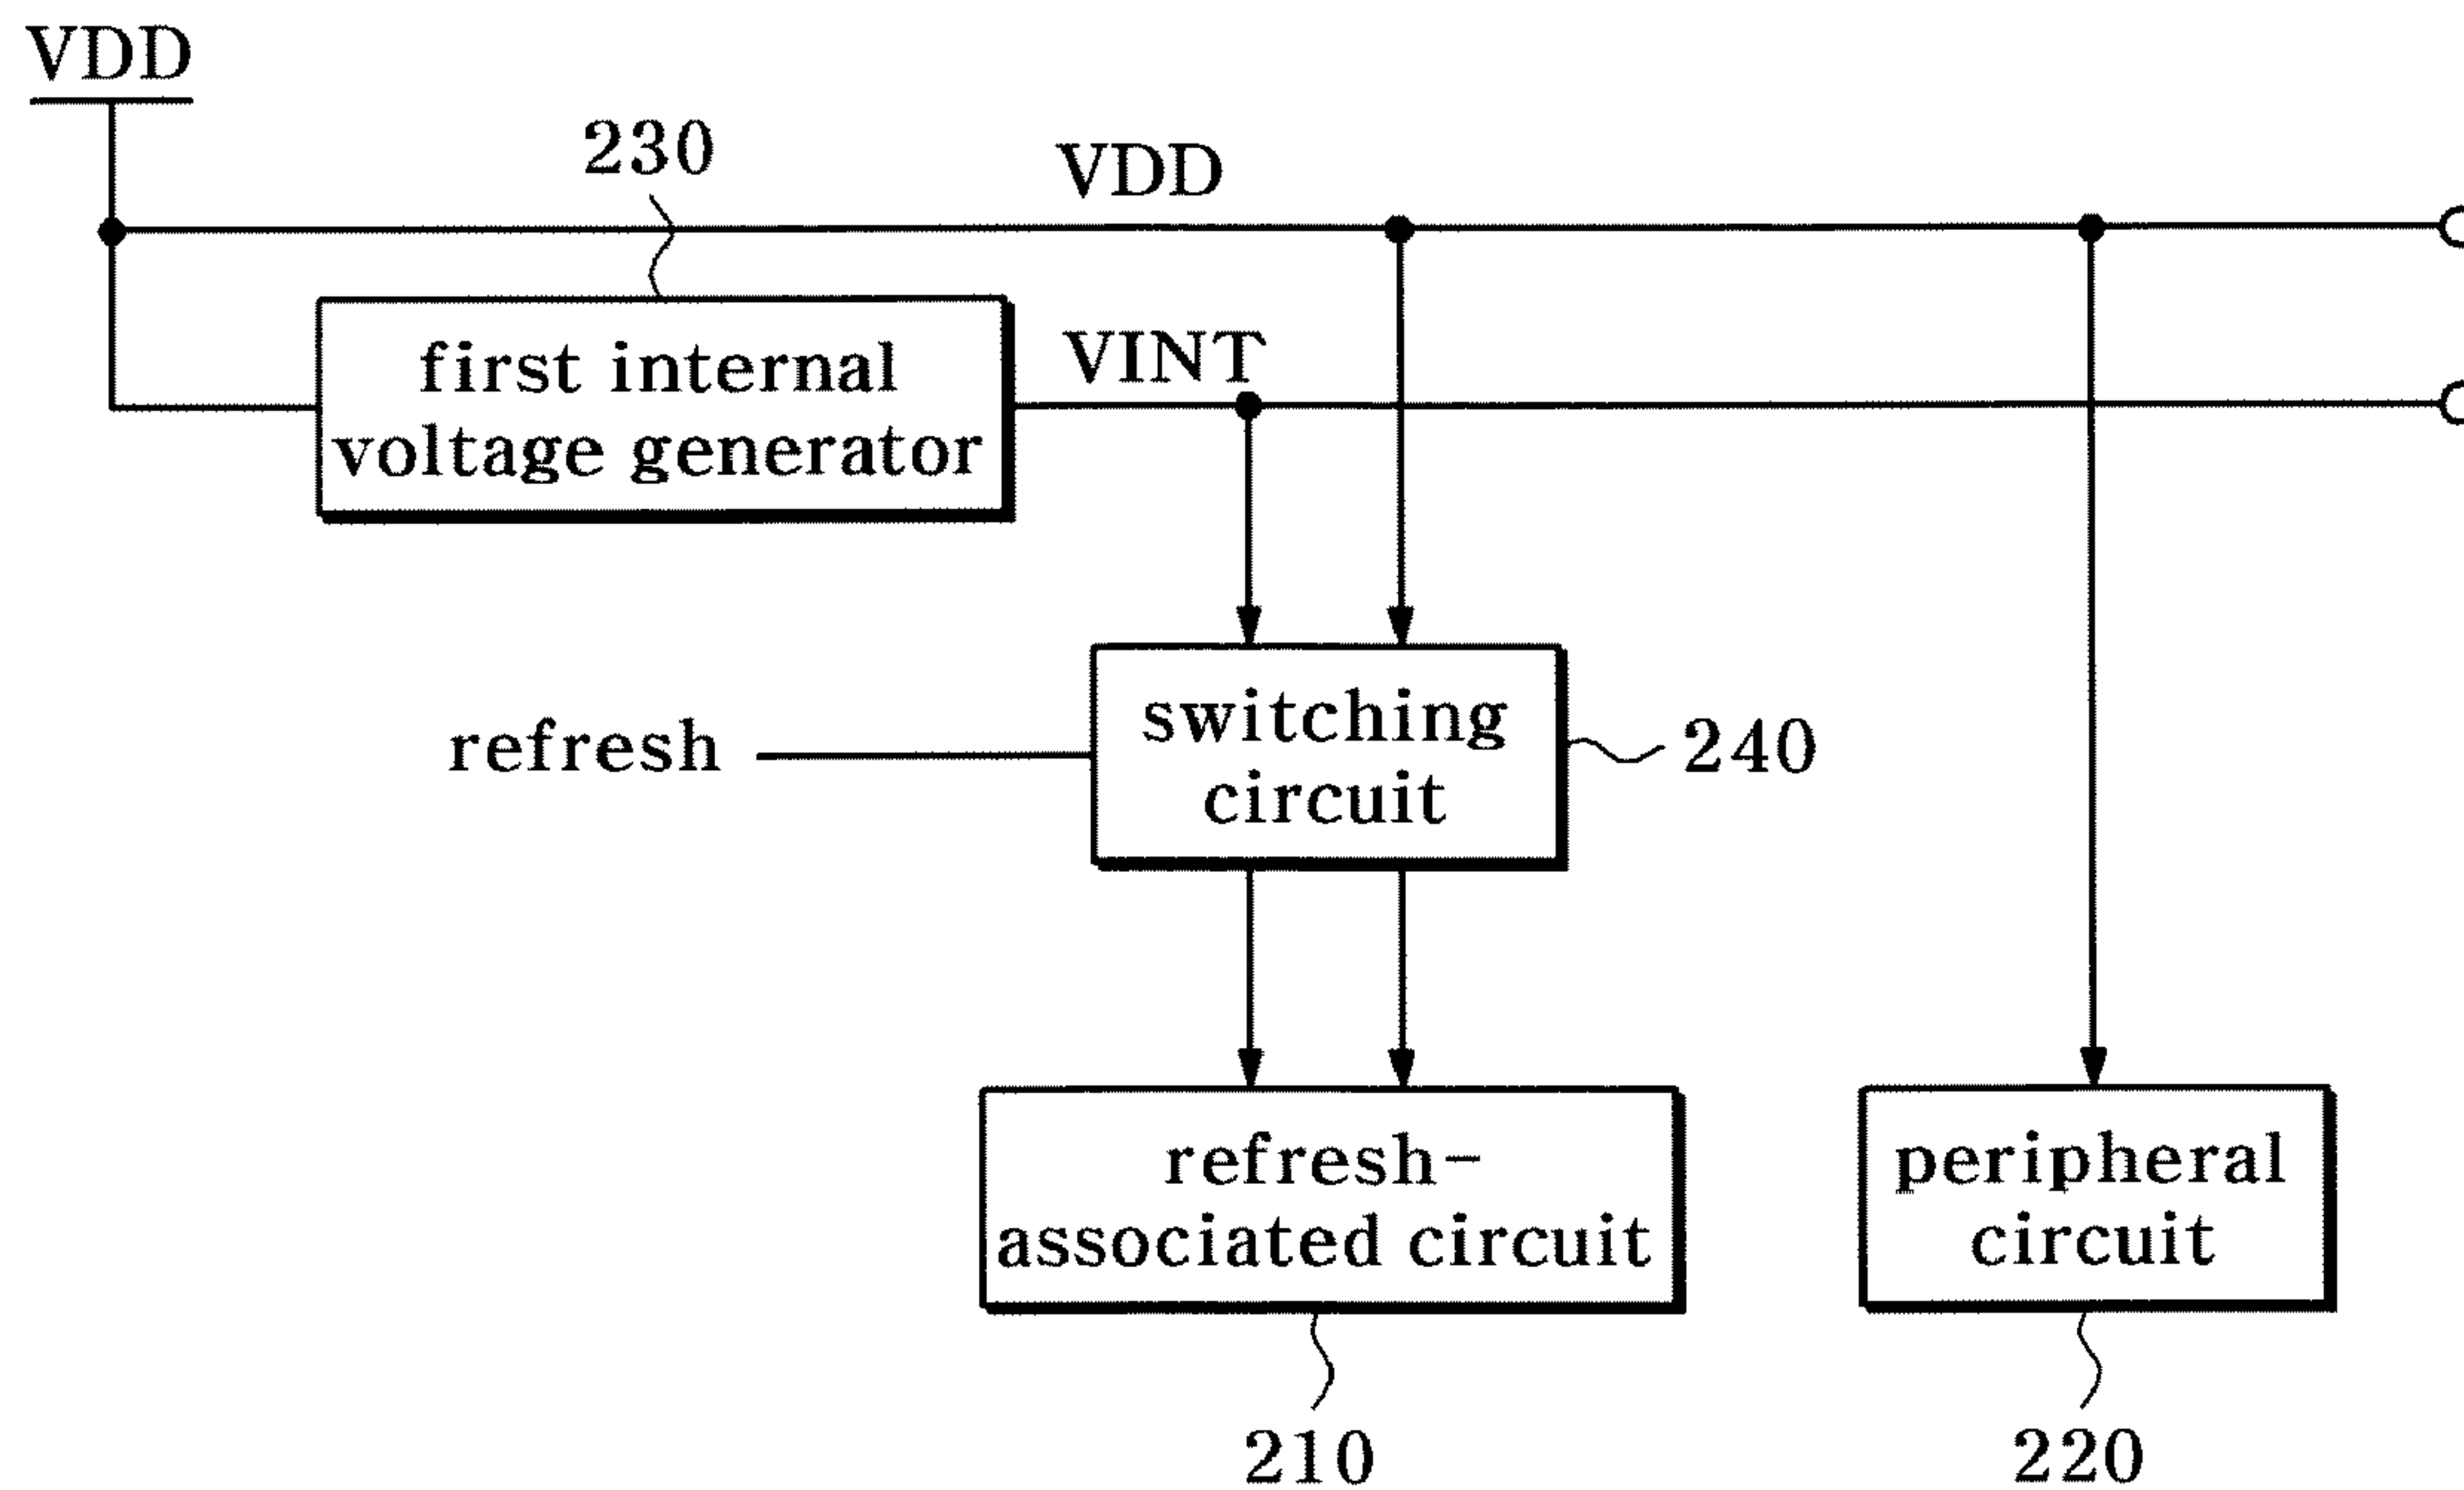 VDD
230
VDD
first internal
voltage generator
VINT
switching
circuit
refresh
240
refresh-
associated circuit
peripheral
circuit
210
220